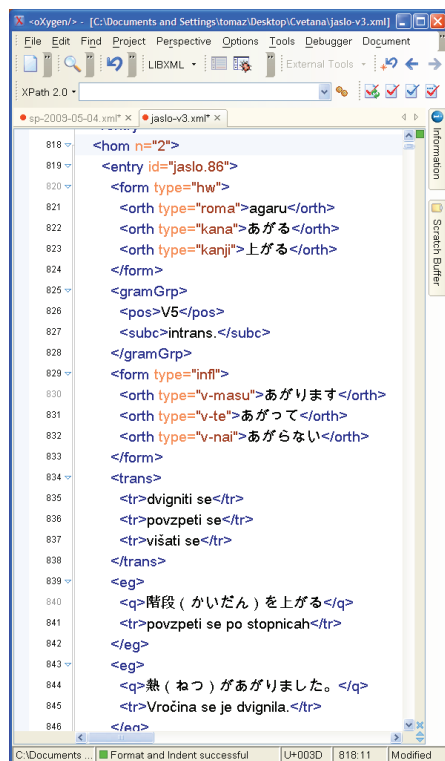 <oXygen/> - [C:\Documents and Settings\tomaz\Desktop\Cvetana\jaslo-v3.xml]
File Edit Find Project Perspective Options Tools Debugger Document
LIBXML External Tools
XPath 2.0
sp-2009-05-04.xml* jaslo-v3.xml*
818 <hom n="2">
819 <entry id="jaslo.86">
820 <form type="hw">
821 <orth type="roma">agaru</orth>
822 <orth type="kana">あがる</orth>
823 <orth type="kanji">上がる</orth>
824 </form>
825 <gramGrp>
826 <pos>V5</pos>
827 <subc>intrans.</subc>
828 </gramGrp>
829 <form type="infl">
830 <orth type="v-masu">あがります</orth>
831 <orth type="v-te">あがって</orth>
832 <orth type="v-nai">あがらない</orth>
833 </form>
834 <trans>
835 <tr>dvigniti se</tr>
836 <tr>povzpeti se</tr>
837 <tr>višati se</tr>
838 </trans>
839 <eg>
840 <q>階段（かいだん）を上がる</q>
841 <tr>povzpeti se po stopnicah</tr>
842 </eg>
843 <eg>
844 <q>熱（ねつ）があがりました。</q>
845 <tr>Vročina se je dvignila.</tr>
846 </eg>
Information
Scratch Buffer
C:\Documents ... Format and Indent successful U+003D 818:11 Modified